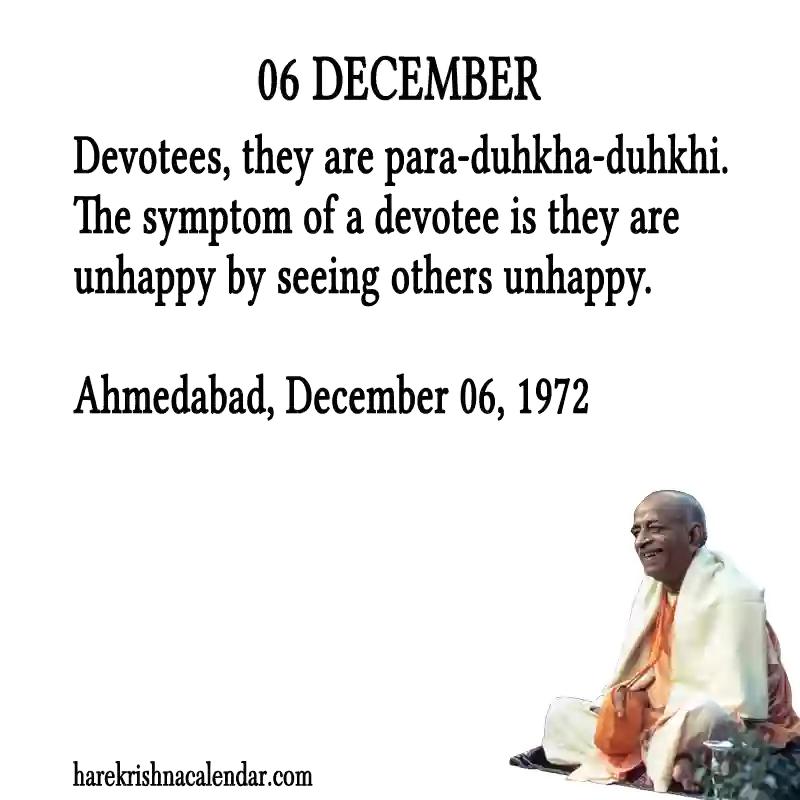 06 DECEMBER
Devotees, they are para-duhkha-duhkhi.
The symptom of a devotee is they are
unhappy by seeing others unhappy.
Ahmedabad, December 06, 1972
harekrishnacalendar.com